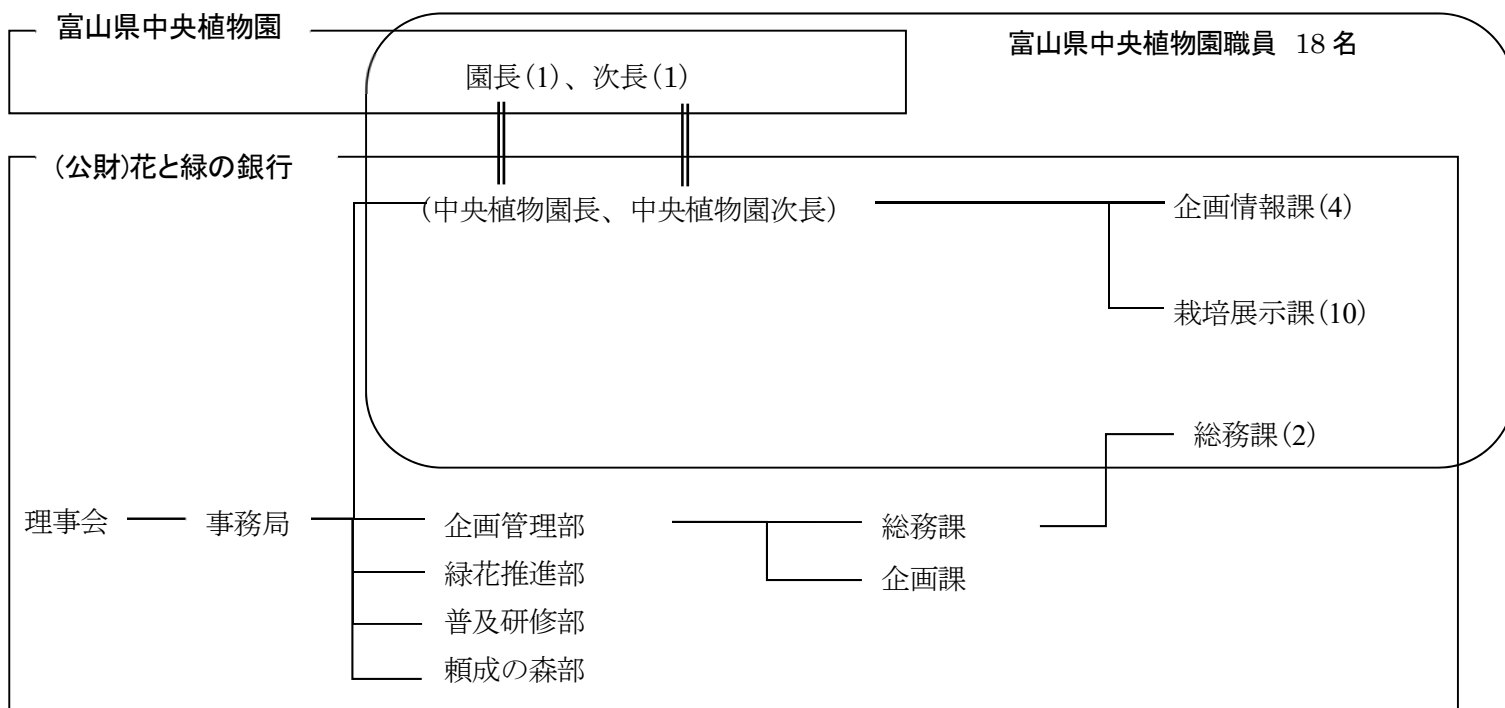 富山県中央植物園
富山県中央植物園職員 18名
園長(1)、次長(1)
(公財)花と緑の銀行
(中央植物園長、中央植物園次長)
企画情報課(4)
栽培展示課(10)
総務課(2)
理事会
事務局
企画管理部
総務課
緑花推進部
企画課
普及研修部
頼成の森部